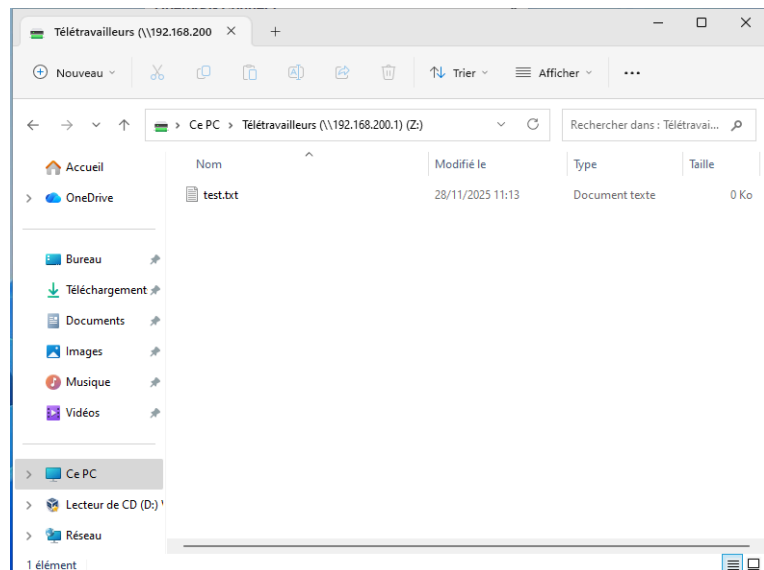 Télétravailleurs (\\192.168.200
Nouveau
Trier
Afficher
Ce PC > Télétravailleurs (\\192.168.200.1) (Z:)
Rechercher dans : Télétravai...
Accueil
OneDrive
Bureau
Téléchargement
Documents
Images
Musique
Vidéos
Ce PC
Lecteur de CD (D:)
Réseau
Nom Modifié le Type Taille
test.txt 28/11/2025 11:13 Document texte 0 Ko
1 élément